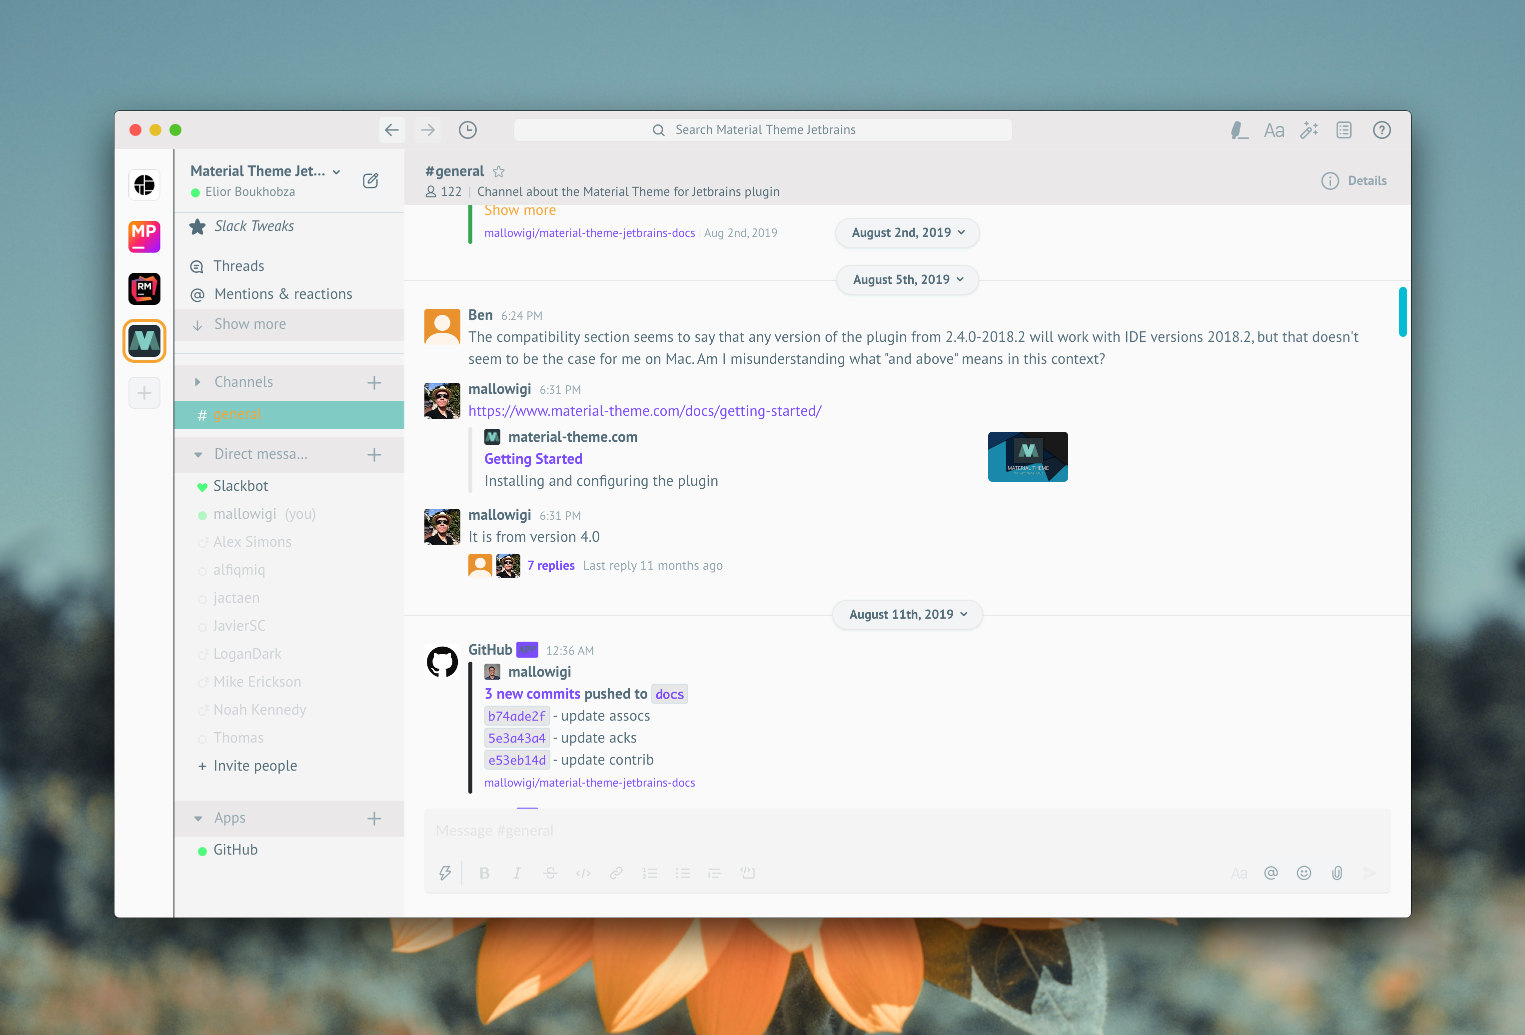 Search Material Theme Jetbrains
Aa
?
MP
RM
Material Theme Jet...
Elior Boukhobza
Slack Tweaks
Threads
Mentions & reactions
Show more
Channels
# general
Direct messa...
Slackbot
mallowigi (you)
Alex Simons
alfiqmiq
jactaen
JavierSC
LoganDark
Mike Erickson
Noah Kennedy
Thomas
+ Invite people
Apps
GitHub
#general
122 | Channel about the Material Theme for Jetbrains plugin
Details
Show more
mallowigi/material-theme-jetbrains-docs | Aug 2nd, 2019
August 2nd, 2019
August 5th, 2019
Ben 6:24 PM
The compatibility section seems to say that any version of the plugin from 2.4.0-2018.2 will work with IDE versions 2018.2, but that doesn't
seem to be the case for me on Mac. Am I misunderstanding what "and above" means in this context?
mallowigi 6:31 PM
https://www.material-theme.com/docs/getting-started/
material-theme.com
Getting Started
Installing and configuring the plugin
MATERIAL THEME
mallowigi 6:31 PM
It is from version 4.0
7 replies Last reply 11 months ago
August 11th, 2019
GitHub APP 12:36 AM
mallowigi
3 new commits pushed to docs
b74ade2f - update assocs
5e3a43a4 - update acks
e53eb14d - update contrib
mallowigi/material-theme-jetbrains-docs
Message #general
B I S </> Aa @